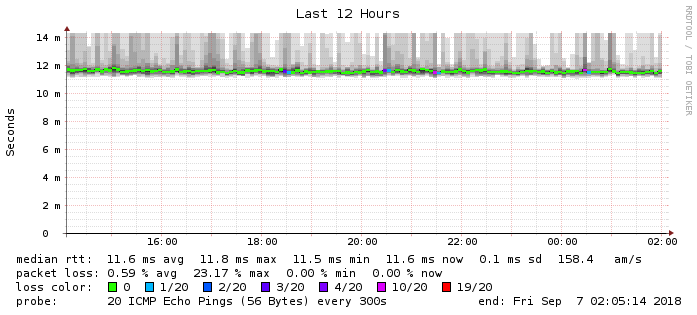 Last 12 Hours
RRDTOOL / TOBI OETIKER
Seconds
14 m
12 m
10 m
8 m
6 m
4 m
2 m
0
16:00 18:00 20:00 22:00 00:00 02:00
median rtt: 11.6 ms avg 11.8 ms max 11.5 ms min 11.6 ms now 0.1 ms sd 158.4 am/s
packet loss: 0.59 % avg 23.17 % max 0.00 % min 0.00 % now
loss color: 0 1/20 2/20 3/20 4/20 10/20 19/20
probe: 20 ICMP Echo Pings (56 Bytes) every 300s end: Fri Sep 7 02:05:14 2018